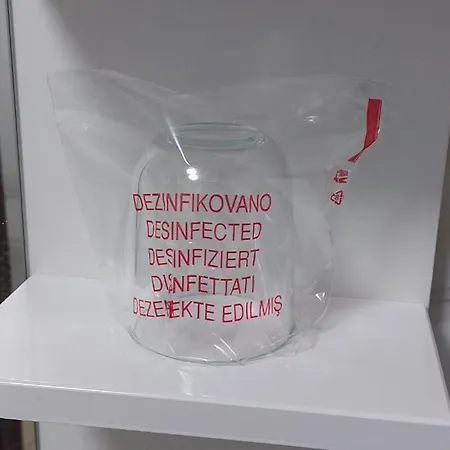 DEZINFIKOVANO
DESINFECTED
DESINFIZIERT
DISINFETTATI
DEZENFEKTE EDILMIŞ